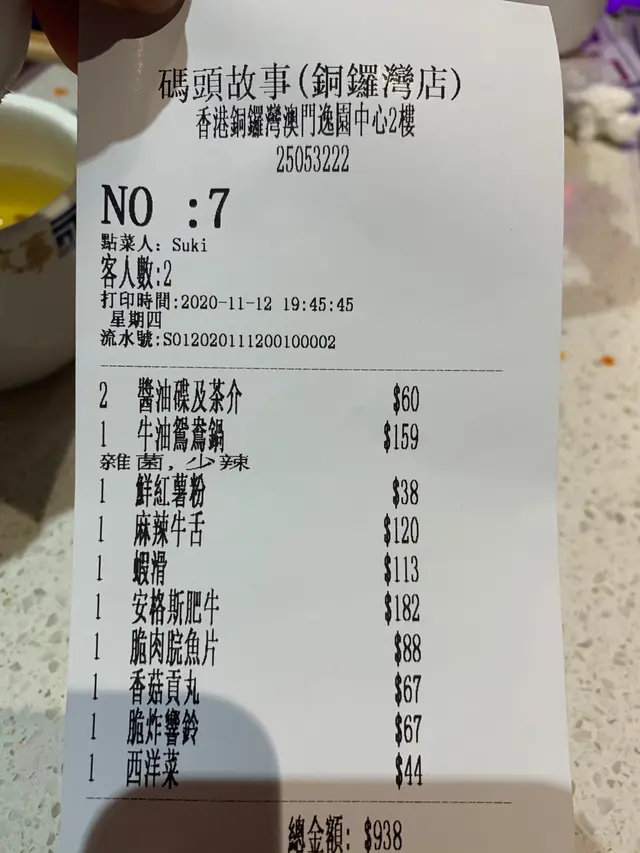 碼頭故事(銅鑼灣店)
香港銅鑼灣澳門逸園中心2樓
25053222
NO :7
點菜人: Suki
客人數:2
打印時間:2020-11-12 19:45:45
星期四
流水號:S012020111200100002
2 醬油碟及茶介 $60
1 牛油鴛鴦鍋 $159
雜菌,少辣
1 鮮紅薯粉 $38
1 麻辣牛舌 $120
1 蝦滑 $113
1 安格斯肥牛 $182
1 脆肉脘魚片 $88
1 香菇貢丸 $67
1 脆炸響鈴 $67
1 西洋菜 $44
總金額: $938